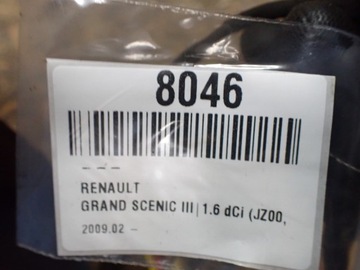 8046
– – –
RENAULT
GRAND SCENIC III|1.6 dCi (JZ00,
2009.02 –